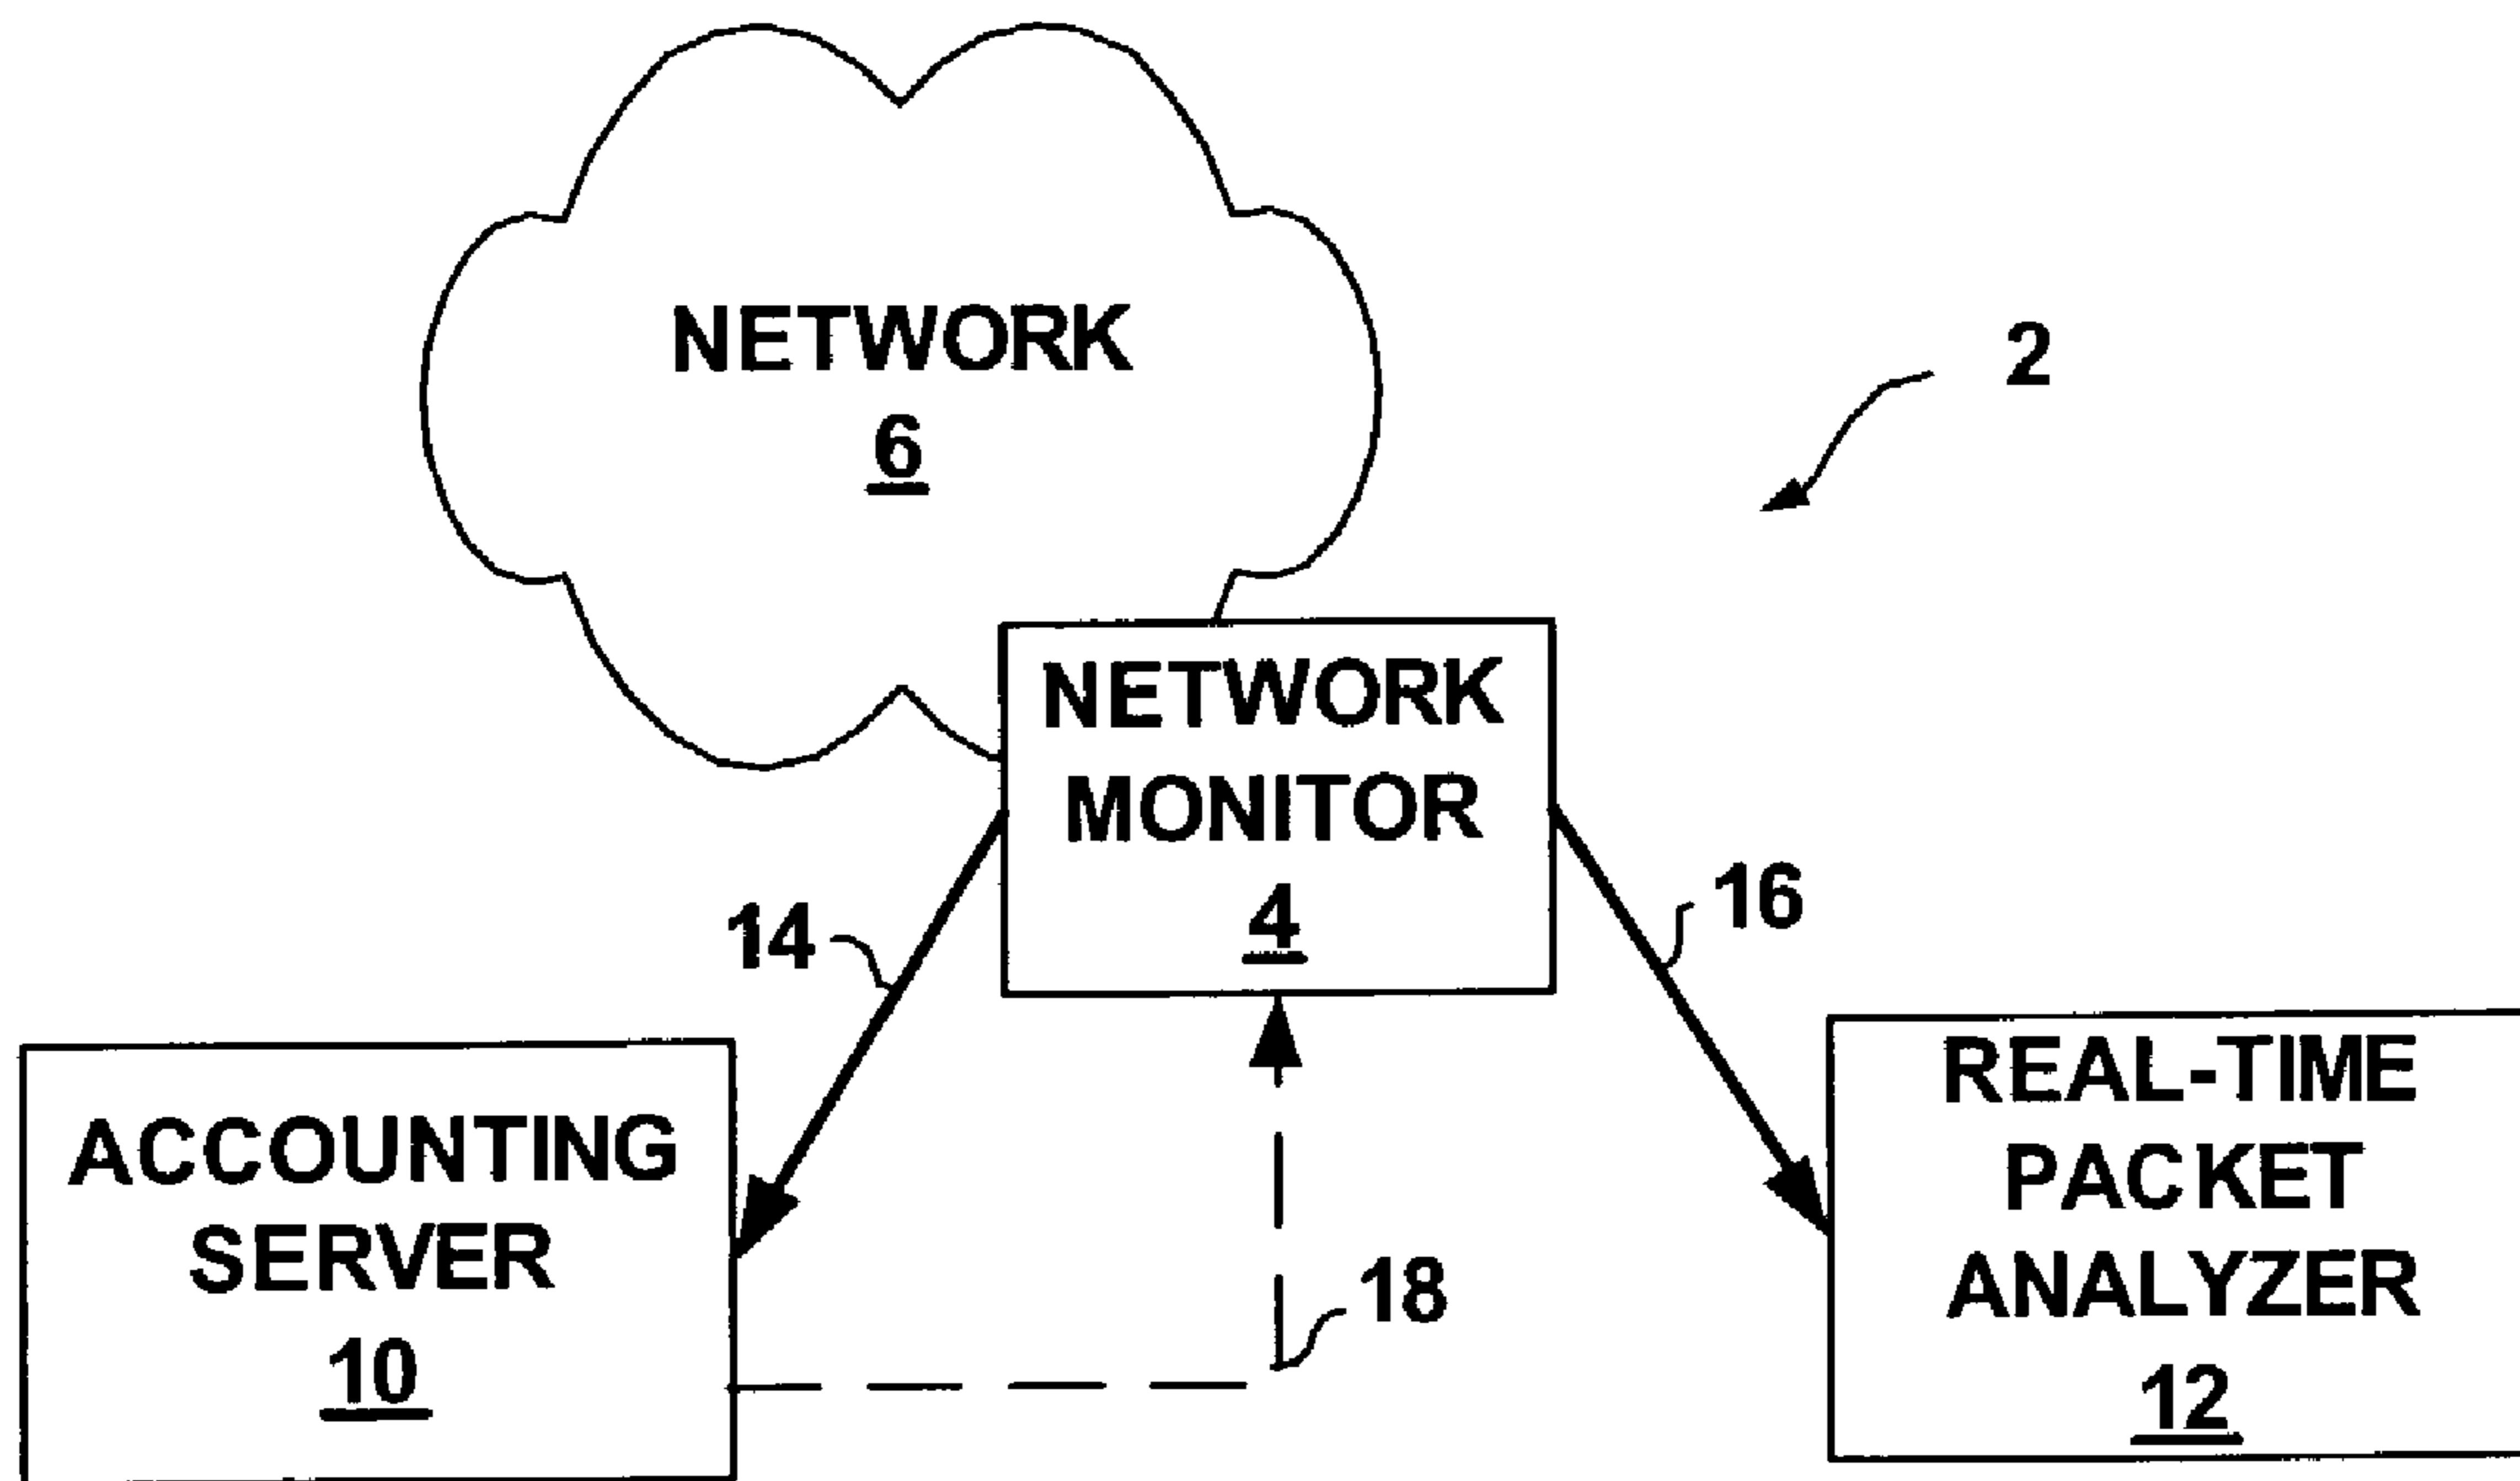 NETWORK
6
2
NETWORK
MONITOR
4
14
16
ACCOUNTING
SERVER
10
18
REAL-TIME
PACKET
ANALYZER
12